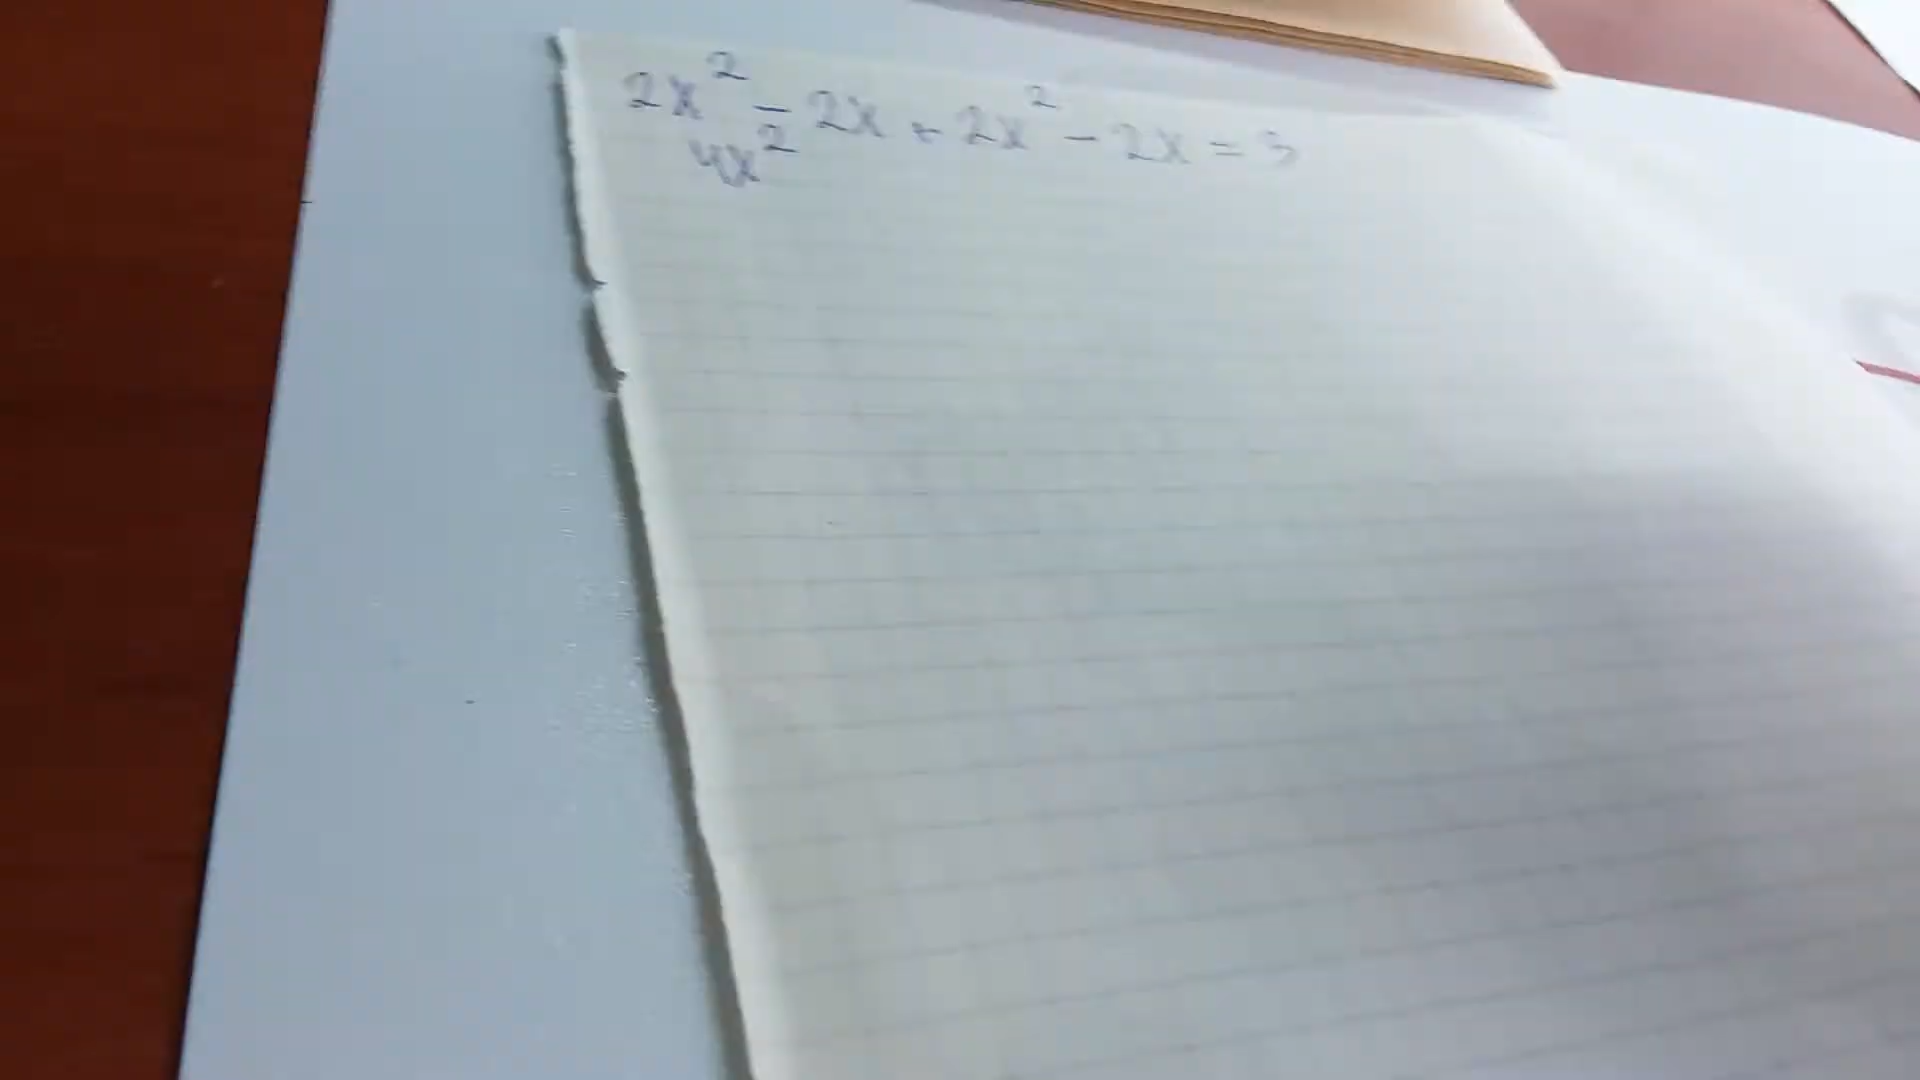 2x² - 2x + 2x² - 2x = 3
4x²